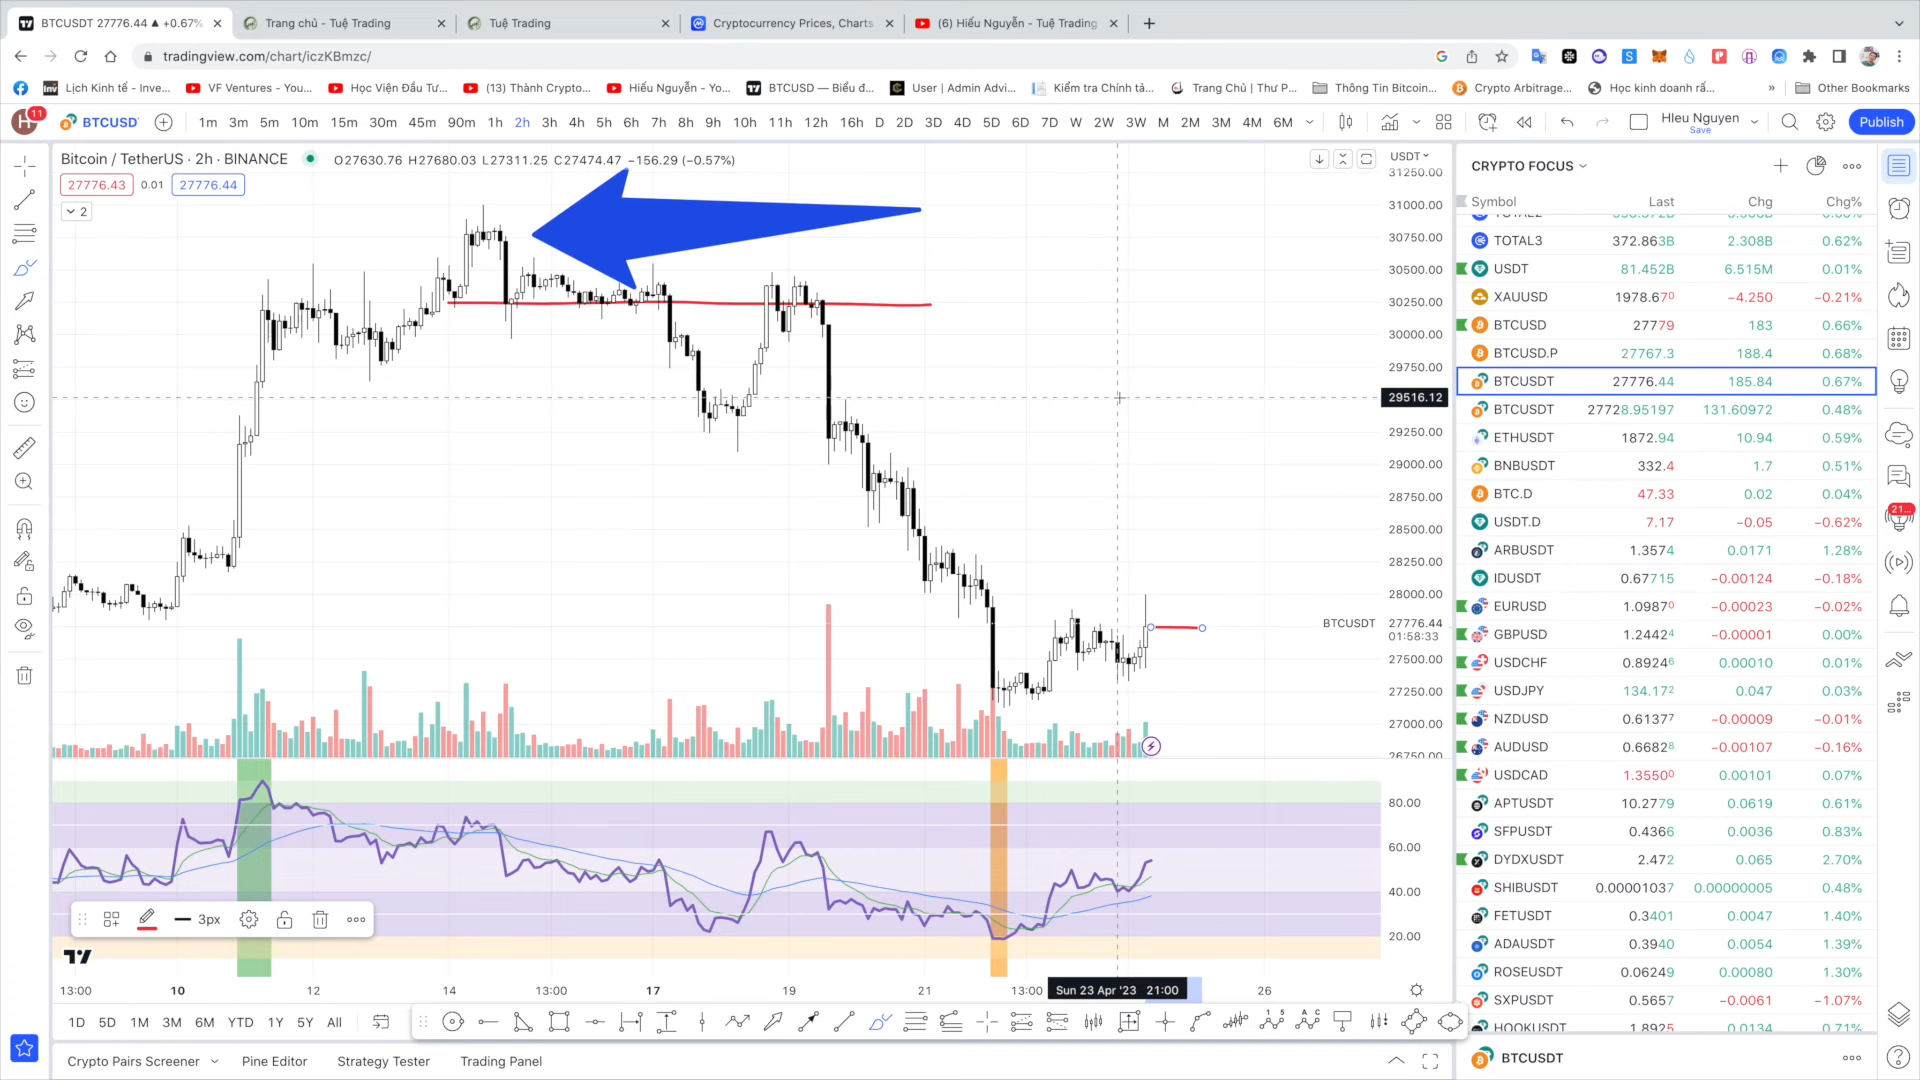 BTCUSDT 27776.44 ▲ +0.67%
Trang chủ - Tuệ Trading
Tuệ Trading
Cryptocurrency Prices, Charts
(6) Hiếu Nguyễn - Tuệ Trading
tradingview.com/chart/iczKBmzc/
Lịch Kinh tế - Inve...
VF Ventures - You...
Học Viện Đầu Tư...
(13) Thành Crypto...
Hiếu Nguyễn - Yo...
BTCUSD — Biểu đ...
User | Admin Advi...
Kiểm tra Chính tả...
Trang Chủ | Thư P...
Thông Tin Bitcoin...
Crypto Arbitrage...
Học kinh doanh rấ...
»
Other Bookmarks
H 11
BTCUSD
1m 3m 5m 10m 15m 30m 45m 90m 1h 2h 3h 4h 5h 6h 7h 8h 9h 10h 11h 12h 16h D 2D 3D 4D 5D 6D 7D W 2W 3W M 2M 3M 4M 6M
HIeu Nguyen
Save
Publish
Bitcoin / TetherUS · 2h · BINANCE
O27630.76 H27680.03 L27311.25 C27474.47 −156.29 (−0.57%)
27776.43 0.01 27776.44
2
USDT
31250.00
31000.00
30750.00
30500.00
30250.00
30000.00
29750.00
29516.12
29250.00
29000.00
28750.00
28500.00
28250.00
28000.00
BTCUSDT 27776.44
01:58:33
27500.00
27250.00
27000.00
26750.00
80.00
60.00
40.00
20.00
3px
13:00 10 12 14 13:00 17 19 21 13:00 Sun 23 Apr '23 21:00 26
1D 5D 1M 3M 6M YTD 1Y 5Y All
Crypto Pairs Screener Pine Editor Strategy Tester Trading Panel
CRYPTO FOCUS
Symbol Last Chg Chg%
TOTAL3 372.863B 2.308B 0.62%
USDT 81.452B 6.515M 0.01%
XAUUSD 1978.670 −4.250 −0.21%
BTCUSD 27779 183 0.66%
BTCUSD.P 27767.3 188.4 0.68%
BTCUSDT 27776.44 185.84 0.67%
BTCUSDT 27728.95197 131.60972 0.48%
ETHUSDT 1872.94 10.94 0.59%
BNBUSDT 332.4 1.7 0.51%
BTC.D 47.33 0.02 0.04%
USDT.D 7.17 −0.05 −0.62%
ARBUSDT 1.3574 0.0171 1.28%
IDUSDT 0.67715 −0.00124 −0.18%
EURUSD 1.09870 −0.00023 −0.02%
GBPUSD 1.24424 −0.00001 0.00%
USDCHF 0.89246 0.00010 0.01%
USDJPY 134.172 0.047 0.03%
NZDUSD 0.61377 −0.00009 −0.01%
AUDUSD 0.66828 −0.00107 −0.16%
USDCAD 1.35500 0.00101 0.07%
APTUSDT 10.2779 0.0619 0.61%
SFPUSDT 0.4366 0.0036 0.83%
DYDXUSDT 2.472 0.065 2.70%
SHIBUSDT 0.00001037 0.00000005 0.48%
FETUSDT 0.3401 0.0047 1.40%
ADAUSDT 0.3940 0.0054 1.39%
ROSEUSDT 0.06249 0.00080 1.30%
SXPUSDT 0.5657 −0.0061 −1.07%
HOOKUSDT 1.8925 0.0134 0.71%
BTCUSDT
21...